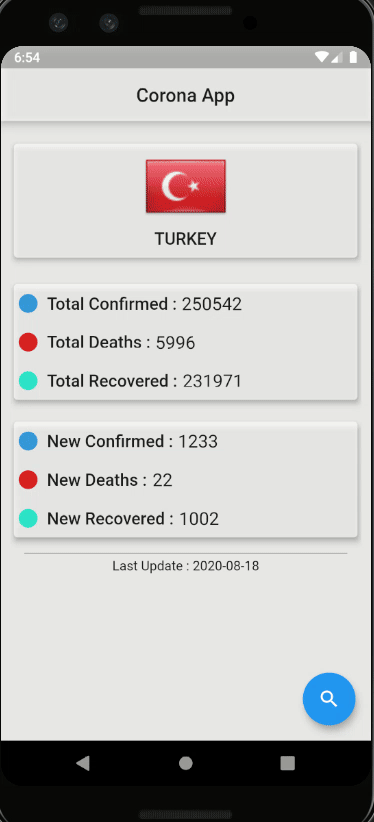 6:54
Corona App
TURKEY
Total Confirmed : 250542
Total Deaths : 5996
Total Recovered : 231971
New Confirmed : 1233
New Deaths : 22
New Recovered : 1002
Last Update : 2020-08-18